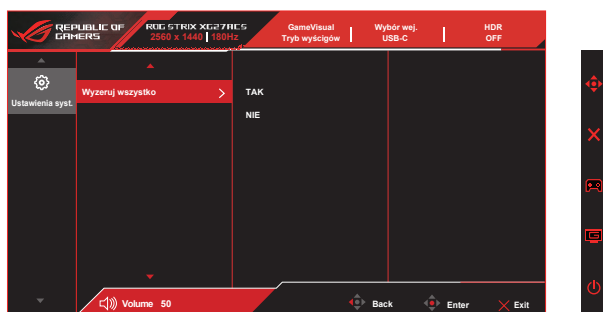 REPUBLIC OF
GAMERS
ROG STRIX XG27ACS
2560 x 1440 180Hz
GameVisual
Tryb wyścigów
Wybór wej.
USB-C
HDR
OFF
Ustawienia syst.
Wyzeruj wszystko
TAK
NIE
Volume 50
Back
Enter
Exit